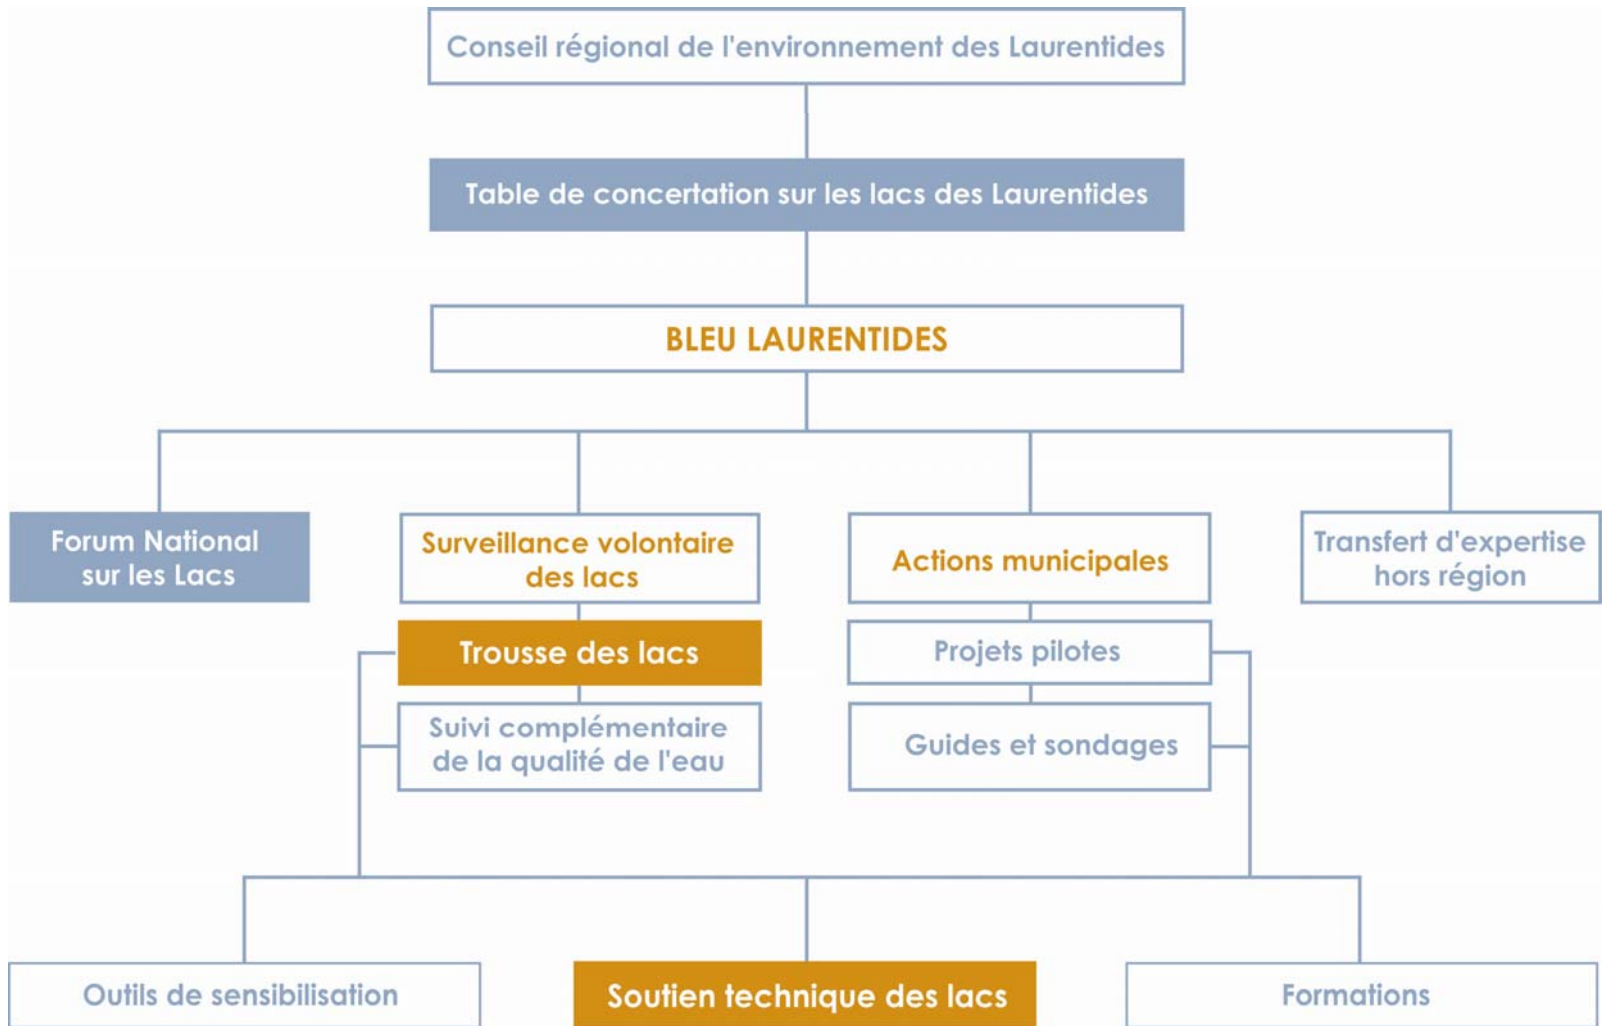 Conseil régional de l'environnement des Laurentides
Table de concertation sur les lacs des Laurentides
BLEU LAURENTIDES
Forum National
sur les Lacs
Surveillance volontaire
des lacs
Actions municipales
Transfert d'expertise
hors région
Trousse des lacs
Projets pilotes
Suivi complémentaire
de la qualité de l'eau
Guides et sondages
Outils de sensibilisation
Soutien technique des lacs
Formations